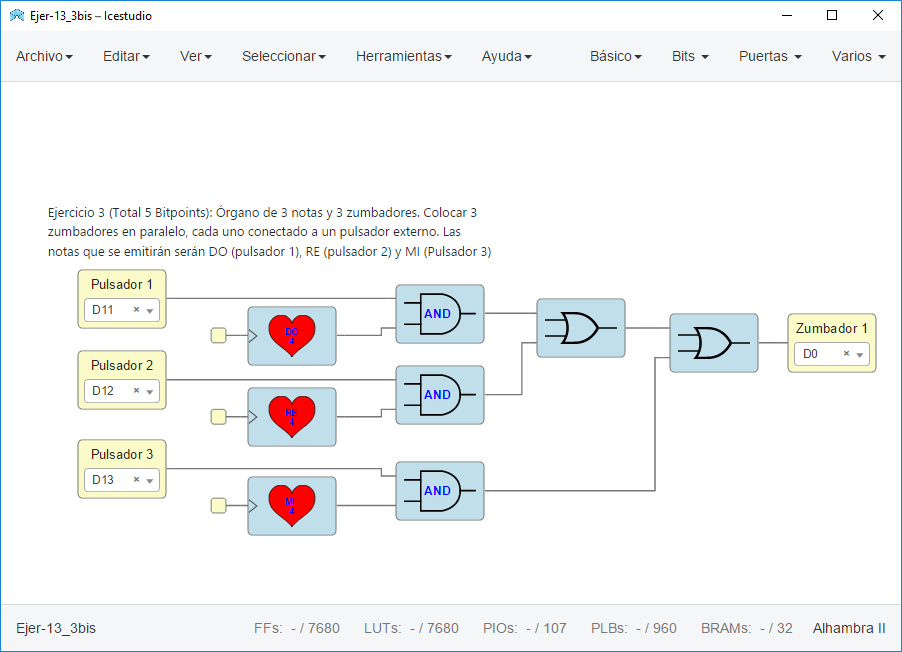 Ejer-13_3bis – Icestudio
Archivo Editar Ver Seleccionar Herramientas Ayuda Básico Bits Puertas Varios
Ejercicio 3 (Total 5 Bitpoints): Órgano de 3 notas y 3 zumbadores. Colocar 3
zumbadores en paralelo, cada uno conectado a un pulsador externo. Las
notas que se emitirán serán DO (pulsador 1), RE (pulsador 2) y MI (Pulsador 3)
Pulsador 1
D11 ×
DO
4
AND
Pulsador 2
D12 ×
RE
4
AND
Pulsador 3
D13 ×
MI
4
AND
Zumbador 1
D0 ×
Ejer-13_3bis FFs: - / 7680 LUTs: - / 7680 PIOs: - / 107 PLBs: - / 960 BRAMs: - / 32 Alhambra II